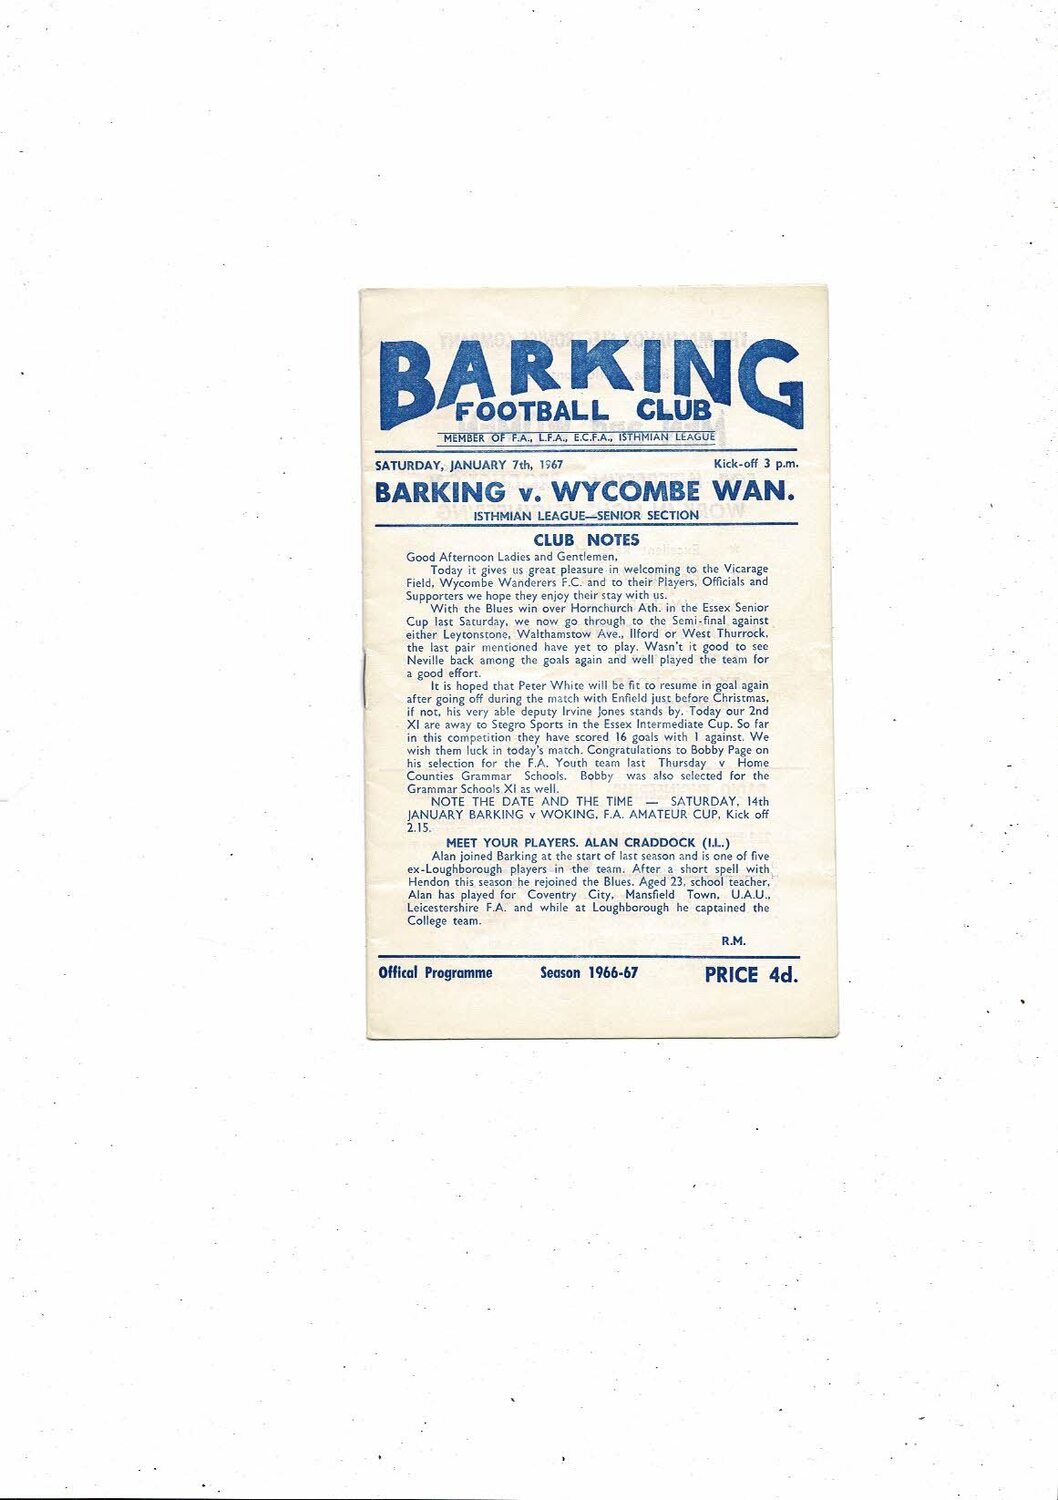 BARKING
FOOTBALL CLUB
MEMBER OF F.A., L.F.A., E.C.F.A., ISTHMIAN LEAGUE
SATURDAY, JANUARY 7th, 1967 Kick-off 3 p.m.
BARKING v. WYCOMBE WAN.
ISTHMIAN LEAGUE—SENIOR SECTION
CLUB NOTES
Good Afternoon Ladies and Gentlemen,
Today it gives us great pleasure in welcoming to the Vicarage
Field, Wycombe Wanderers F.C. and to their Players, Officials and
Supporters we hope they enjoy their stay with us.
With the Blues win over Hornchurch Ath. in the Essex Senior
Cup last Saturday, we now go through to the Semi-final against
either Leytonstone, Walthamstow Ave., Ilford or West Thurrock,
the last pair mentioned have yet to play. Wasn't it good to see
Neville back among the goals again and well played the team for
a good effort.
It is hoped that Peter White will be fit to resume in goal again
after going off during the match with Enfield just before Christmas,
if not, his very able deputy Irvine Jones stands by. Today our 2nd
XI are away to Stegro Sports in the Essex Intermediate Cup. So far
in this competition they have scored 16 goals with 1 against. We
wish them luck in today's match. Congratulations to Bobby Page on
his selection for the F.A. Youth team last Thursday v Home
Counties Grammar Schools. Bobby was also selected for the
Grammar Schools XI as well.
NOTE THE DATE AND THE TIME — SATURDAY, 14th
JANUARY BARKING v WOKING, F.A. AMATEUR CUP, Kick off
2.15.
MEET YOUR PLAYERS. ALAN CRADDOCK (I.L.)
Alan joined Barking at the start of last season and is one of five
ex-Loughborough players in the team. After a short spell with
Hendon this season he rejoined the Blues. Aged 23, school teacher,
Alan has played for Coventry City, Mansfield Town, U.A.U.,
Leicestershire F.A. and while at Loughborough he captained the
College team.
R.M.
Offical Programme Season 1966-67 PRICE 4d.